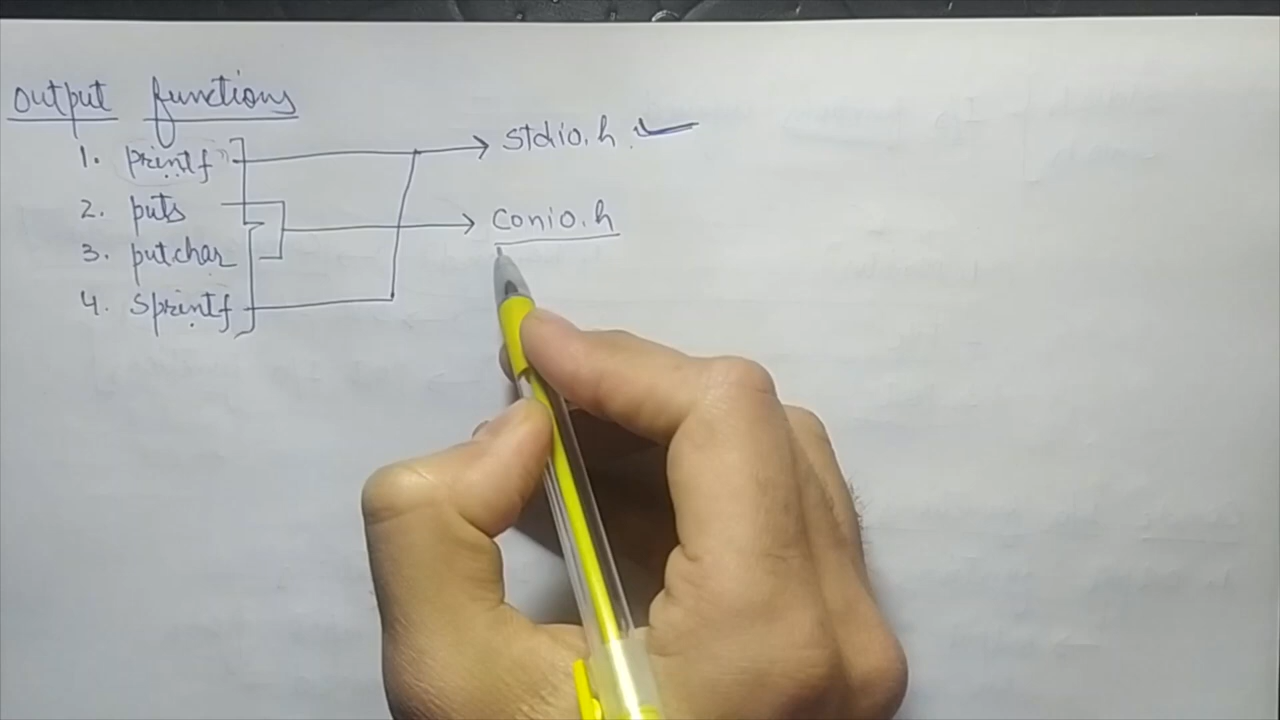 output functions
1. printf" stdio.h
2. puts conio.h
3. putchar
4. Sprintf